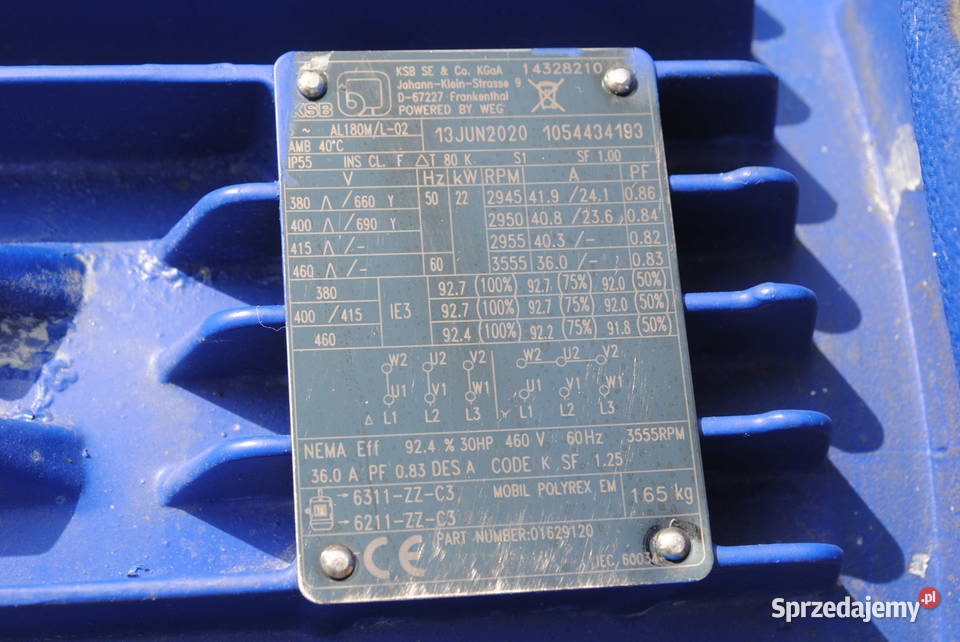 KSB SE & Co. KGaA 14328210
Johann-Klein-Strasse 9
D-67227 Frankenthal
POWERED BY WEG
KSB
~ AL180M/L-02 13JUN2020 1054434193
AMB 40°C
IP55 INS CL. F △T 80 K S1 SF 1.00
V Hz kW RPM A PF
380 △/660 Y 50 22 2945 41.9/24.1 0.86
400 △/690 Y 2950 40.8/23.6 0.84
415 △/- 2955 40.3/- 0.82
460 △/- 60 3555 36.0/- 0.83
380 IE3 92.7 (100%) 92.7 (75%) 92.0 (50%)
400/415 92.7 (100%) 92.7 (75%) 92.0 (50%)
460 92.4 (100%) 92.2 (75%) 91.8 (50%)
W2 U2 V2 W2 U2 V2
U1 V1 W1 U1 V1 W1
△ L1 L2 L3 Y L1 L2 L3
NEMA Eff 92.4 % 30HP 460 V 60Hz 3555RPM
36.0 A PF 0.83 DES A CODE K SF 1.25
→6311-ZZ-C3 MOBIL POLYREX EM 165 kg
→6211-ZZ-C3
CE PART NUMBER:01629120
IEC
Sprzedajemy.pl